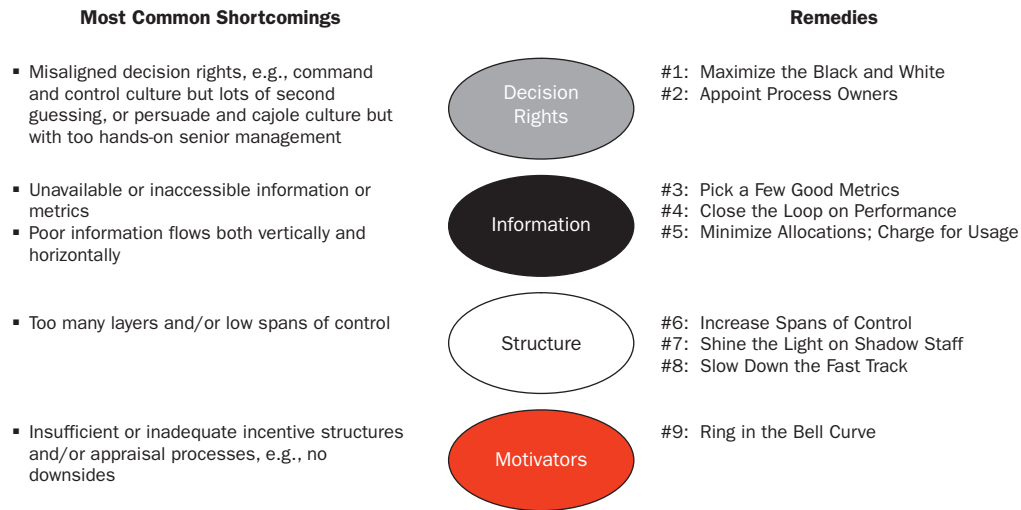 Most Common Shortcomings
Remedies
▪ Misaligned decision rights, e.g., command
and control culture but lots of second
guessing, or persuade and cajole culture but
with too hands-on senior management
Decision
Rights
#1: Maximize the Black and White
#2: Appoint Process Owners
▪ Unavailable or inaccessible information or
metrics
▪ Poor information flows both vertically and
horizontally
Information
#3: Pick a Few Good Metrics
#4: Close the Loop on Performance
#5: Minimize Allocations; Charge for Usage
▪ Too many layers and/or low spans of control
Structure
#6: Increase Spans of Control
#7: Shine the Light on Shadow Staff
#8: Slow Down the Fast Track
▪ Insufficient or inadequate incentive structures
and/or appraisal processes, e.g., no
downsides
Motivators
#9: Ring in the Bell Curve